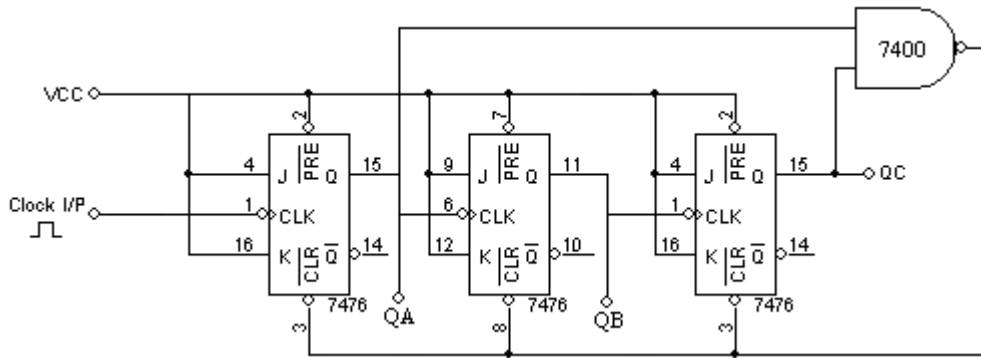 7400
VCC
2 7 2
4 J PRE Q 15 9 J PRE Q 11 4 J PRE Q 15 QC
Clock I/P 1 CLK 6 CLK 1 CLK
16 K CLR Q 14 12 K CLR Q 10 16 K CLR Q 14
3 7476 QA 8 7476 QB 3 7476